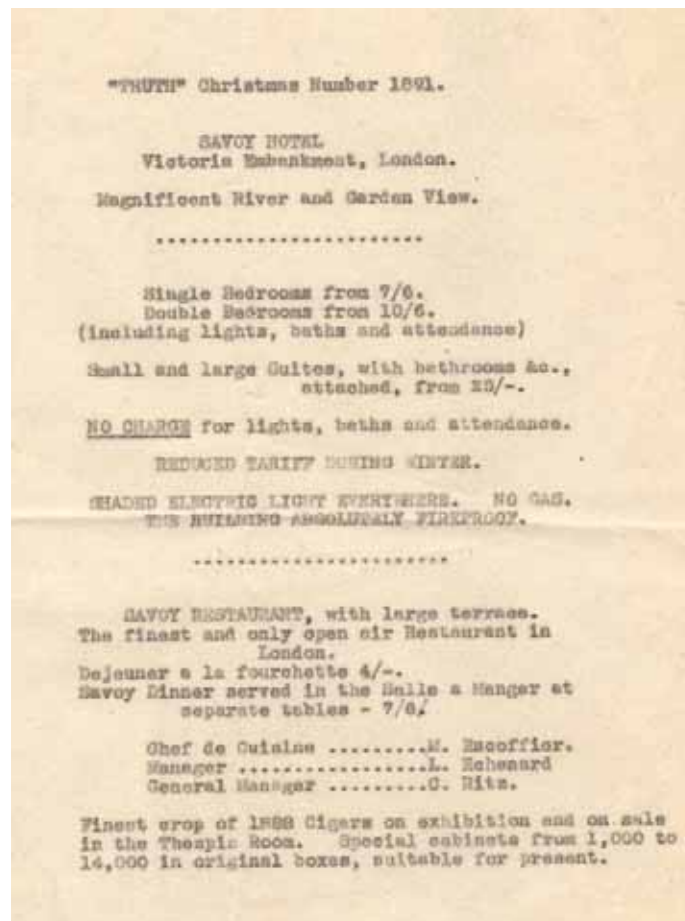 "TRUTH" Christmas Number 1891.
SAVOY HOTEL
Victoria Embankment, London.
Magnificent River and Garden View.
Single Bedrooms from 7/6.
Double Bedrooms from 10/6.
(including lights, baths and attendance)
Small and large Suites, with bathrooms &c.,
attached, from
NO CHARGE for lights, baths and attendance.
REDUCED TARIFF DURING WINTER.
SHADED ELECTRIC LIGHT EVERYWHERE. NO GAS.
THE BUILDING ABSOLUTELY FIREPROOF.
SAVOY RESTAURANT, with large terrace.
The finest and only open air Restaurant in
London.
Dejeuner a la fourchette 4/-.
Savoy Dinner served in the Salle a Manger at
separate tables - 7/6.
Chef de Cuisine .........M. Escoffier.
Manager ..................L. Echenard
General Manager .........C. Ritz.
Finest crop of 1888 Cigars on exhibition and on sale
in the Thespis Room. Special cabinets from 1,000 to
14,000 in original boxes, suitable for present.